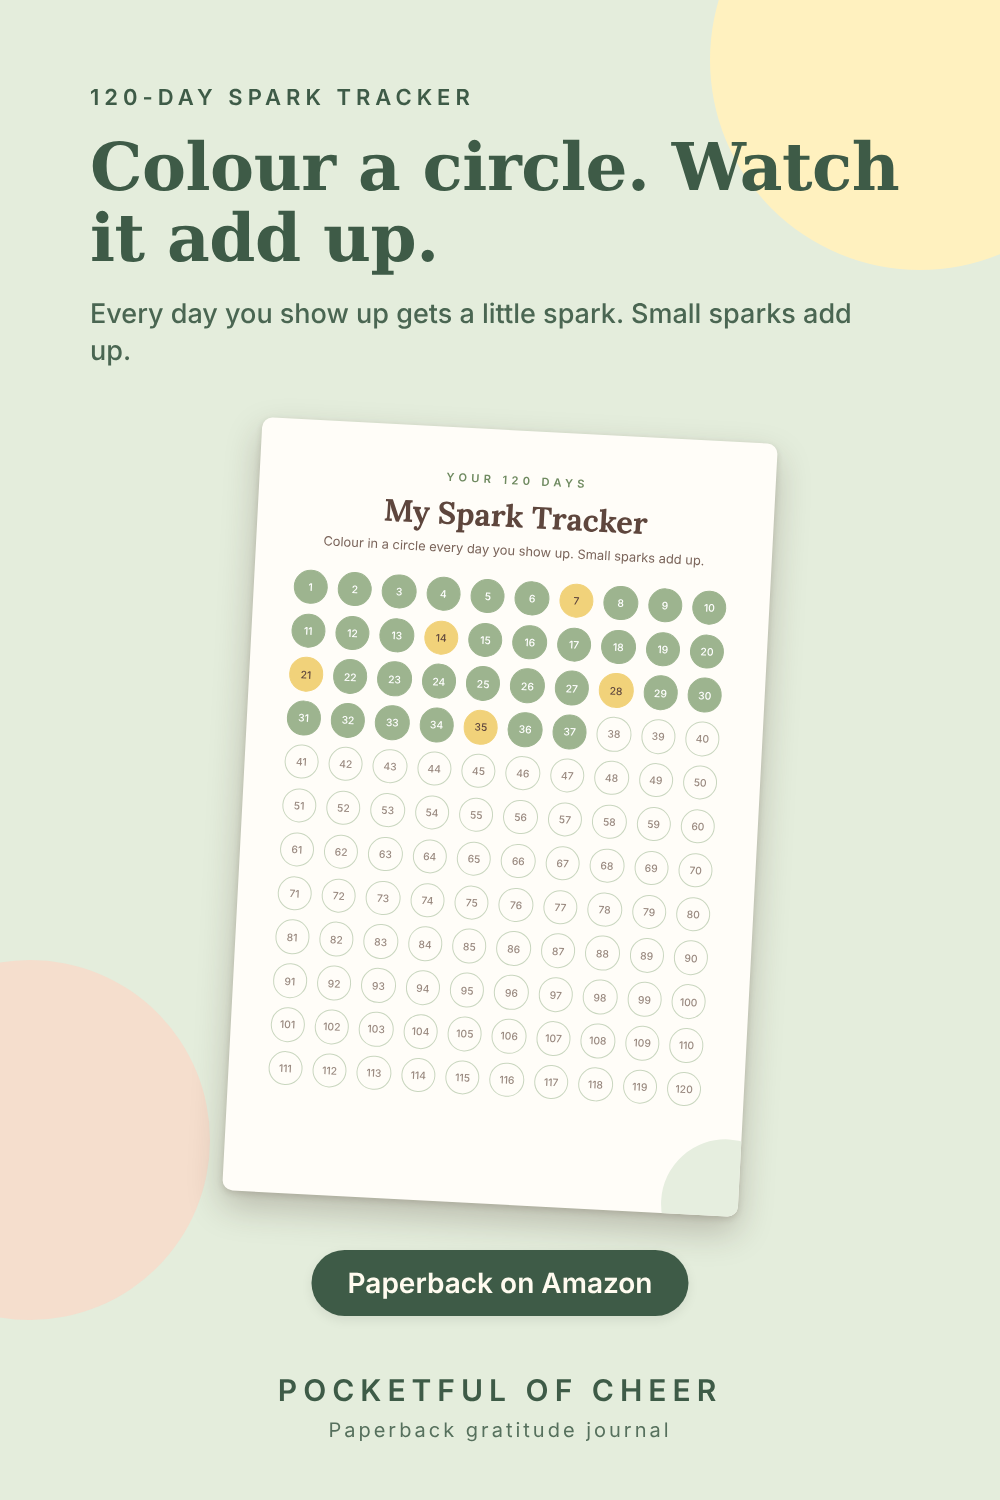 120-DAY SPARK TRACKER
Colour a circle. Watch
it add up.
Every day you show up gets a little spark. Small sparks add
up.
YOUR 120 DAYS
My Spark Tracker
Colour in a circle every day you show up. Small sparks add up.
1 2 3 4 5 6 7 8 9 10
11 12 13 14 15 16 17 18 19 20
21 22 23 24 25 26 27 28 29 30
31 32 33 34 35 36 37 38 39 40
41 42 43 44 45 46 47 48 49 50
51 52 53 54 55 56 57 58 59 60
61 62 63 64 65 66 67 68 69 70
71 72 73 74 75 76 77 78 79 80
81 82 83 84 85 86 87 88 89 90
91 92 93 94 95 96 97 98 99 100
101 102 103 104 105 106 107 108 109 110
111 112 113 114 115 116 117 118 119 120
Paperback on Amazon
POCKETFUL OF CHEER
Paperback gratitude journal